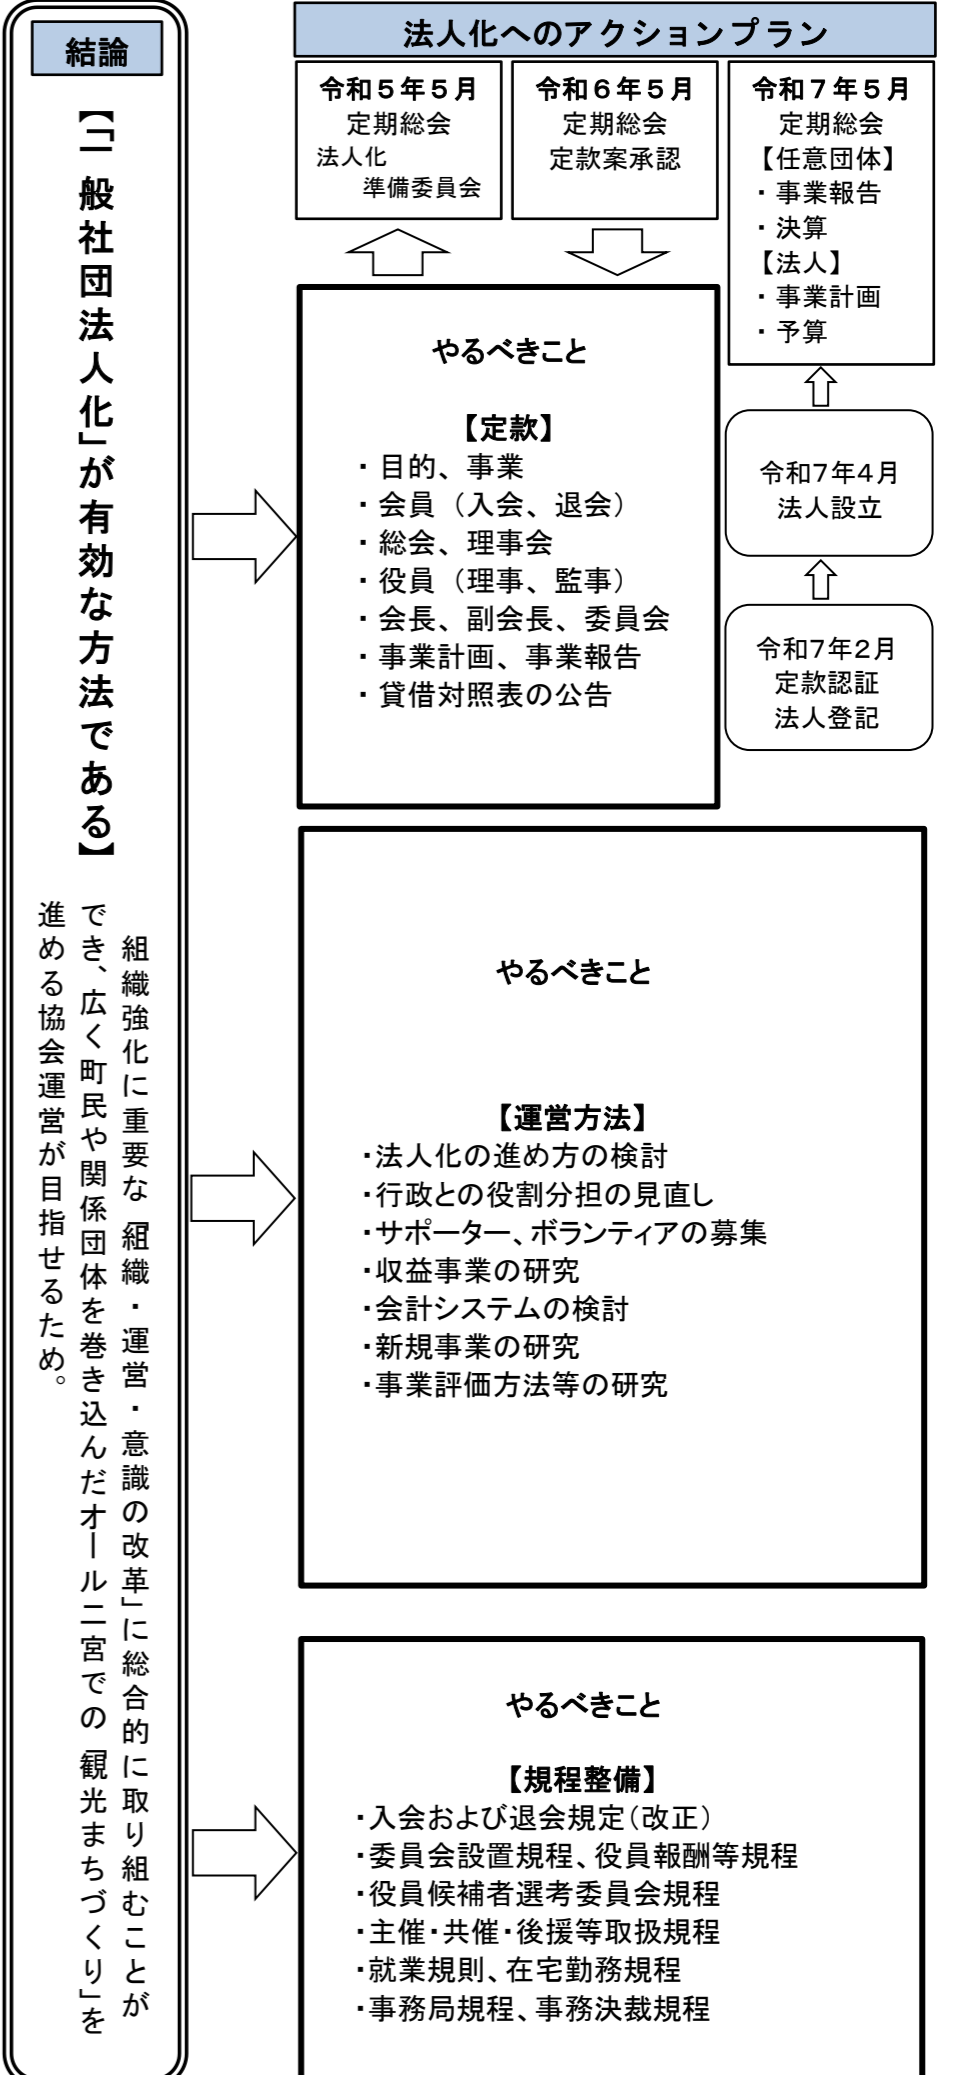 結論
【「一般社団法人化」が有効な方法である】
組織強化に重要な「組織・運営・意識の改革」に総合的に取り組むことが
でき、広く町民や関係団体を巻き込んだオール二宮での「観光まちづくり」を
進める協会運営が目指せるため。
法人化へのアクションプラン
令和５年５月
定期総会
法人化
準備委員会
令和６年５月
定期総会
定款案承認
令和７年５月
定期総会
【任意団体】
・事業報告
・決算
【法人】
・事業計画
・予算
令和7年4月
法人設立
令和7年2月
定款認証
法人登記
やるべきこと
【定款】
・目的、事業
・会員（入会、退会）
・総会、理事会
・役員（理事、監事）
・会長、副会長、委員会
・事業計画、事業報告
・貸借対照表の公告
やるべきこと
【運営方法】
・法人化の進め方の検討
・行政との役割分担の見直し
・サポーター、ボランティアの募集
・収益事業の研究
・会計システムの検討
・新規事業の研究
・事業評価方法等の研究
やるべきこと
【規程整備】
・入会および退会規定（改正）
・委員会設置規程、役員報酬等規程
・役員候補者選考委員会規程
・主催・共催・後援等取扱規程
・就業規則、在宅勤務規程
・事務局規程、事務決裁規程